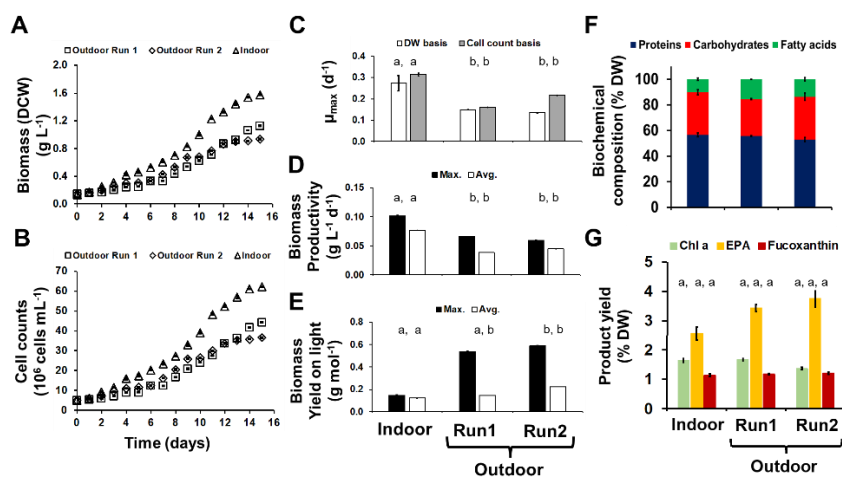 A
Outdoor Run 1 Outdoor Run 2 Indoor
Biomass (DCW)
(g L-1)
2.0
1.6
1.2
0.8
0.4
0.0
0 2 4 6 8 10 12 14 16
B
Outdoor Run 1 Outdoor Run 2 Indoor
Cell counts
(10⁶ cells mL-1)
70
60
50
40
30
20
10
0
0 2 4 6 8 10 12 14 16
Time (days)
C
DW basis Cell count basis
µmax (d-1)
0.4
0.3
0.2
0.1
0.0
a, a b, b b, b
D
Max. Avg.
Biomass
Productivity
(g L-1 d-1)
0.15
0.10
0.05
0.00
a, a b, b b, b
E
Max. Avg.
Biomass
Yield on light
(g mol-1)
0.8
0.6
0.4
0.2
0.0
a, a a, b b, b
Indoor Run1 Run2
Outdoor
F
Proteins Carbohydrates Fatty acids
Biochemical
composition (% DW)
100
80
60
40
20
0
G
Chl a EPA Fucoxanthin
Product yield
(% DW)
5
4
3
2
1
0
a, a, a a, a, a a, a, a
Indoor Run1 Run2
Outdoor